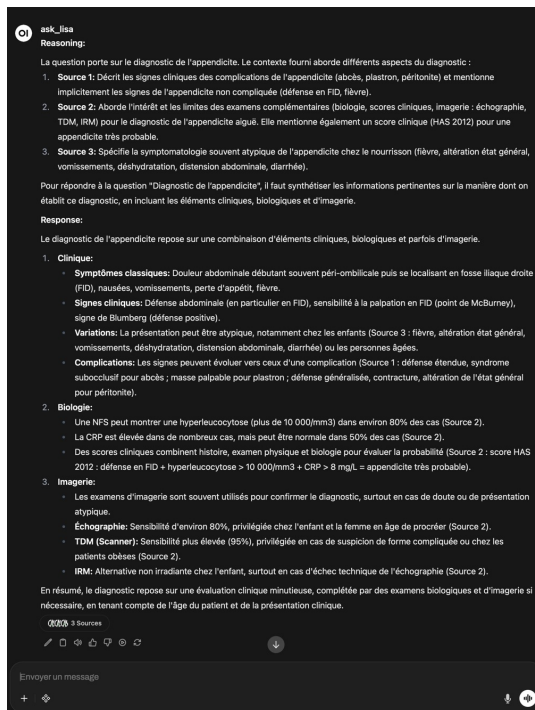 OI
ask_lisa
Reasoning:
La question porte sur le diagnostic de l'appendicite. Le contexte fourni aborde différents aspects du diagnostic :
1. Source 1: Décrit les signes cliniques des complications de l'appendicite (abcès, plastron, péritonite) et mentionne
implicitement les signes de l'appendicite non compliquée (défense en FID, fièvre).
2. Source 2: Aborde l'intérêt et les limites des examens complémentaires (biologie, scores cliniques, imagerie : échographie,
TDM, IRM) pour le diagnostic de l'appendicite aiguë. Elle mentionne également un score clinique (HAS 2012) pour une
appendicite très probable.
3. Source 3: Spécifie la symptomatologie souvent atypique de l'appendicite chez le nourrisson (fièvre, altération état général,
vomissements, déshydratation, distension abdominale, diarrhée).
Pour répondre à la question "Diagnostic de l'appendicite", il faut synthétiser les informations pertinentes sur la manière dont on
établit ce diagnostic, en incluant les éléments cliniques, biologiques et d'imagerie.
Response:
Le diagnostic de l'appendicite repose sur une combinaison d'éléments cliniques, biologiques et parfois d'imagerie.
1. Clinique:
◦ Symptômes classiques: Douleur abdominale débutant souvent péri-ombilicale puis se localisant en fosse iliaque droite
(FID), nausées, vomissements, perte d'appétit, fièvre.
◦ Signes cliniques: Défense abdominale (en particulier en FID), sensibilité à la palpation en FID (point de McBurney),
signe de Blumberg (défense positive).
◦ Variations: La présentation peut être atypique, notamment chez les enfants (Source 3 : fièvre, altération état général,
vomissements, déshydratation, distension abdominale, diarrhée) ou les personnes âgées.
◦ Complications: Les signes peuvent évoluer vers ceux d'une complication (Source 1 : défense étendue, syndrome
subocclusif pour abcès ; masse palpable pour plastron ; défense généralisée, contracture, altération de l'état général
pour péritonite).
2. Biologie:
◦ Une NFS peut montrer une hyperleucocytose (plus de 10 000/mm3) dans environ 80% des cas (Source 2).
◦ La CRP est élevée dans de nombreux cas, mais peut être normale dans 50% des cas (Source 2).
◦ Des scores cliniques combinent histoire, examen physique et biologie pour évaluer la probabilité (Source 2 : score HAS
2012 : défense en FID + hyperleucocytose > 10 000/mm3 + CRP > 8 mg/L = appendicite très probable).
3. Imagerie:
◦ Les examens d'imagerie sont souvent utilisés pour confirmer le diagnostic, surtout en cas de doute ou de présentation
atypique.
◦ Échographie: Sensibilité d'environ 80%, privilégiée chez l'enfant et la femme en âge de procréer (Source 2).
◦ TDM (Scanner): Sensibilité plus élevée (95%), privilégiée en cas de suspicion de forme compliquée ou chez les
patients obèses (Source 2).
◦ IRM: Alternative non irradiante chez l'enfant, surtout en cas d'échec technique de l'échographie (Source 2).
En résumé, le diagnostic repose sur une évaluation clinique minutieuse, complétée par des examens biologiques et d'imagerie si
nécessaire, en tenant compte de l'âge du patient et de la présentation clinique.
3 Sources
Envoyer un message